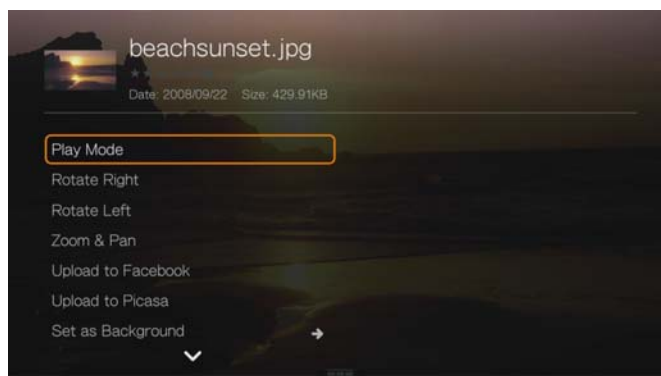 beachsunset.jpg
Date: 2008/09/22 Size: 429.91KB
Play Mode
Rotate Right
Rotate Left
Zoom & Pan
Upload to Facebook
Upload to Picasa
Set as Background